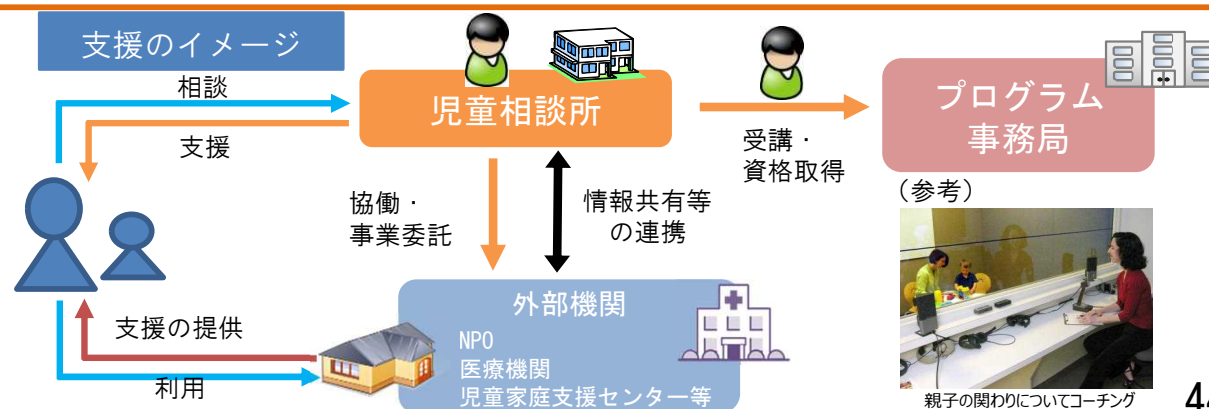 支援のイメージ
相談
支援
児童相談所
受講・
資格取得
プログラム
事務局
(参考)
協働・
事業委託
情報共有等
の連携
外部機関
NPO
医療機関
児童家庭支援センター等
支援の提供
利用
親子の関わりについてコーチング